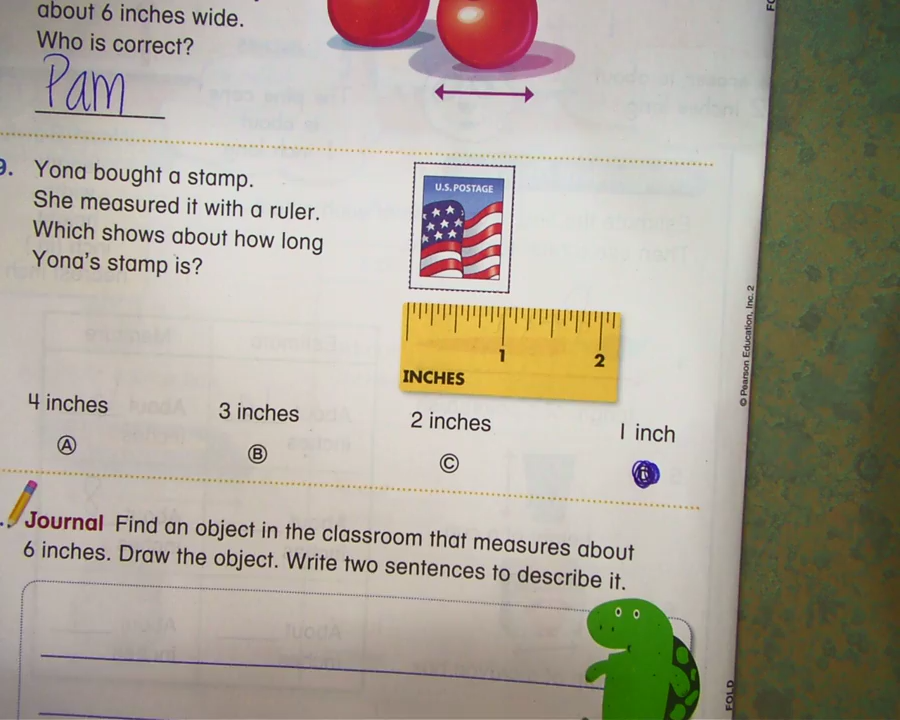 about 6 inches wide.
Who is correct?
Pam
9. Yona bought a stamp.
She measured it with a ruler.
Which shows about how long
Yona's stamp is?
U.S. POSTAGE
1
2
INCHES
4 inches
3 inches
2 inches
1 inch
A
B
C
D
Journal Find an object in the classroom that measures about
6 inches. Draw the object. Write two sentences to describe it.
© Pearson Education, Inc. 2
FOLD